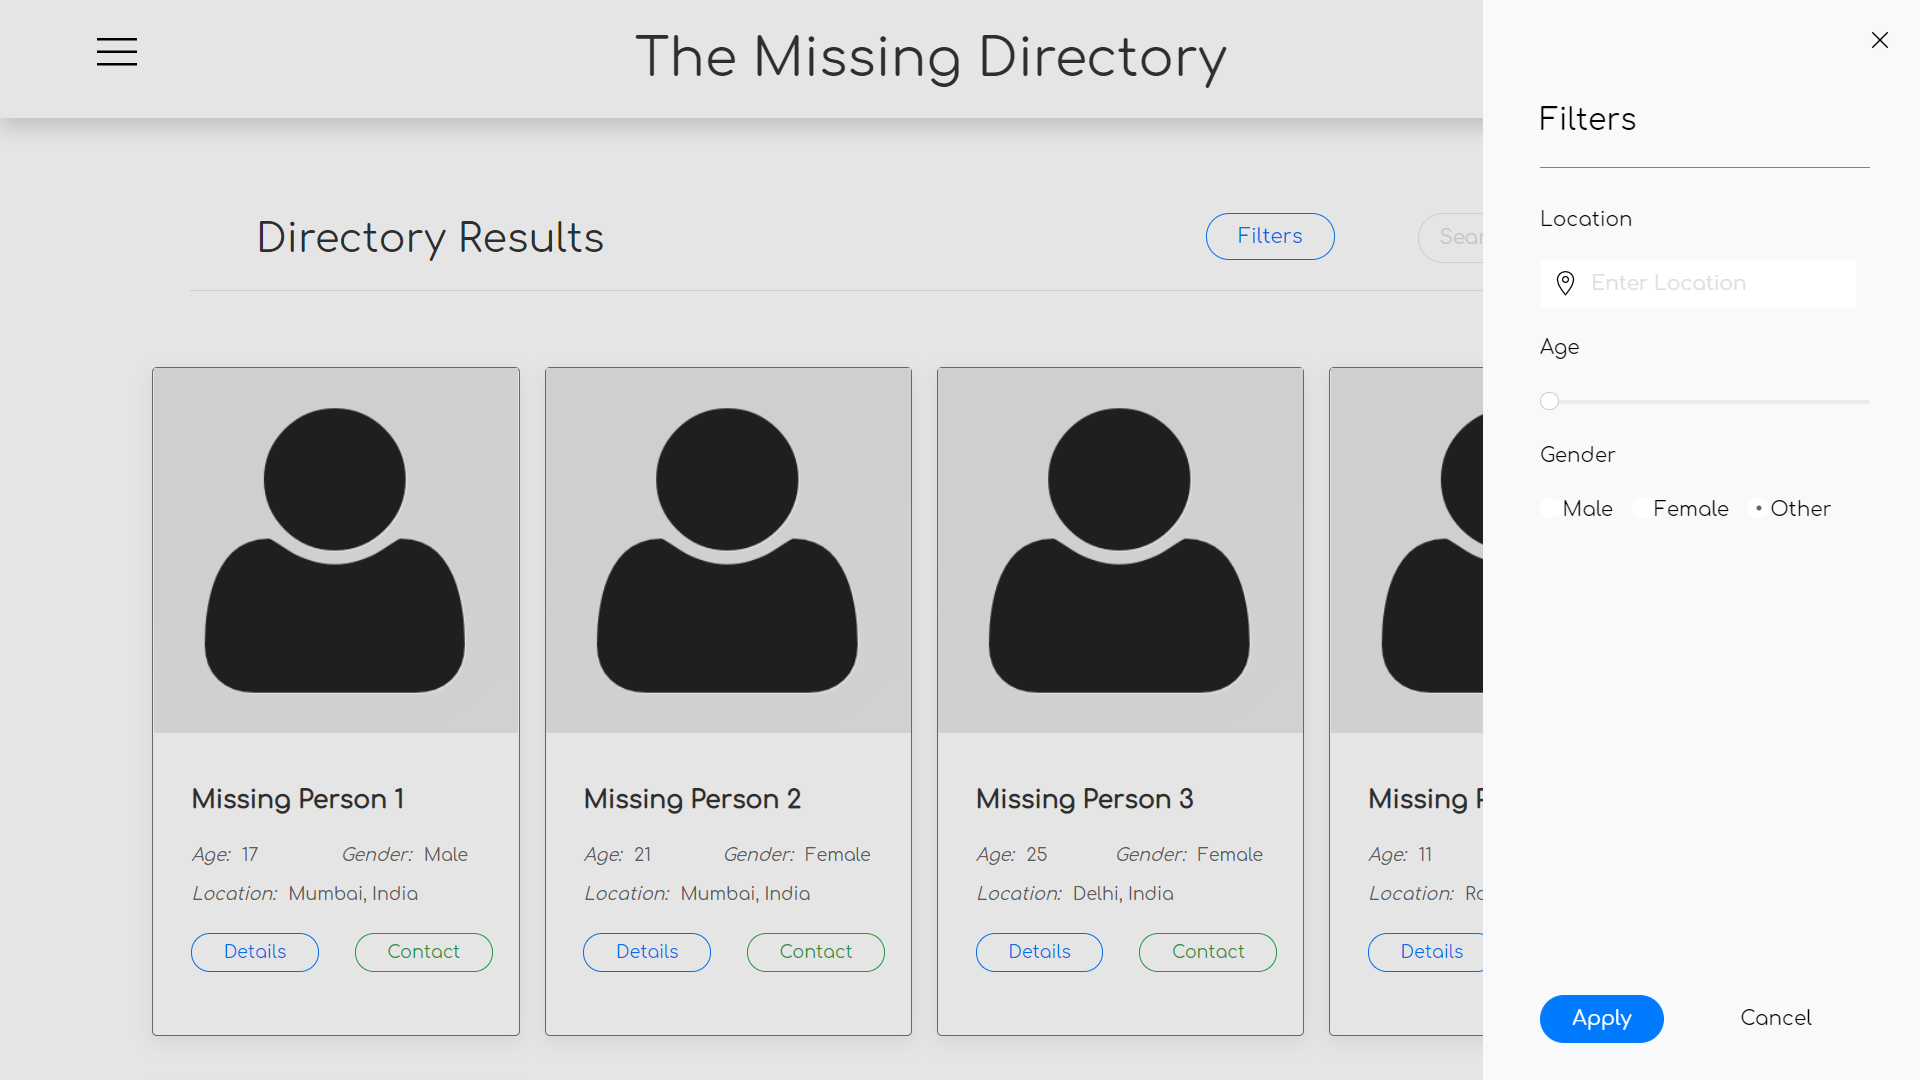 The Missing Directory
Directory Results
Filters
Missing Person 1
Age: 17 Gender: Male
Location: Mumbai, India
Details Contact
Missing Person 2
Age: 21 Gender: Female
Location: Mumbai, India
Details Contact
Missing Person 3
Age: 25 Gender: Female
Location: Delhi, India
Details Contact
Missing
Age: 11
Location:
Details
Filters
Location
Enter Location
Age
Gender
Male Female Other
Apply Cancel